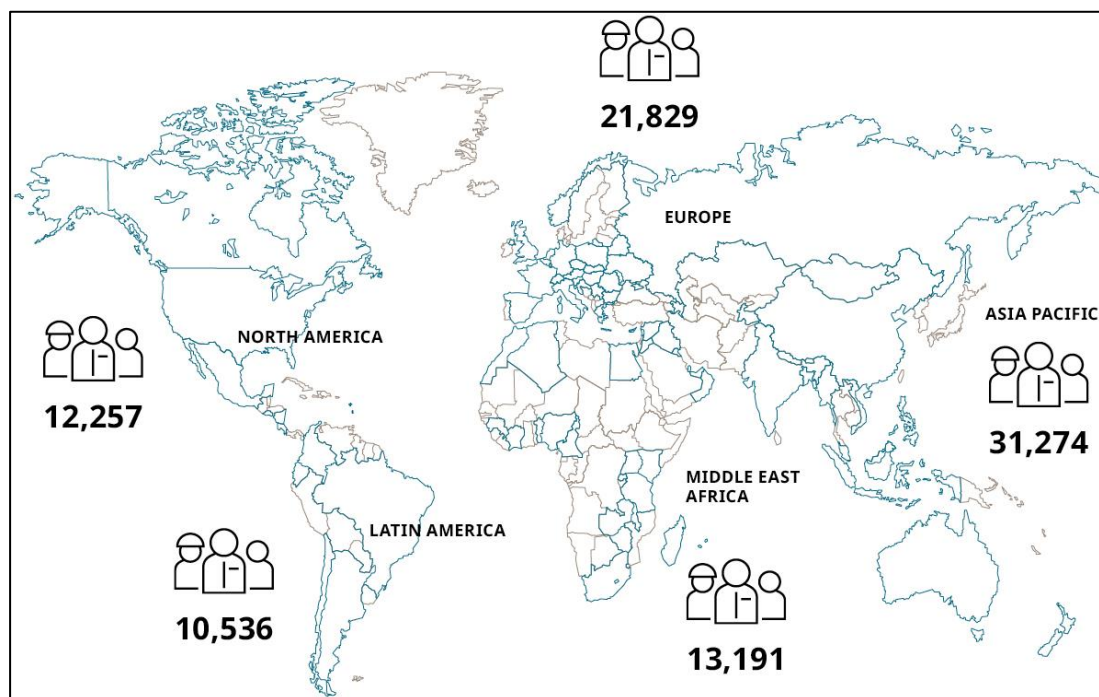 21,829
EUROPE
ASIA PACIFIC
NORTH AMERICA
12,257
31,274
MIDDLE EAST
AFRICA
LATIN AMERICA
10,536
13,191